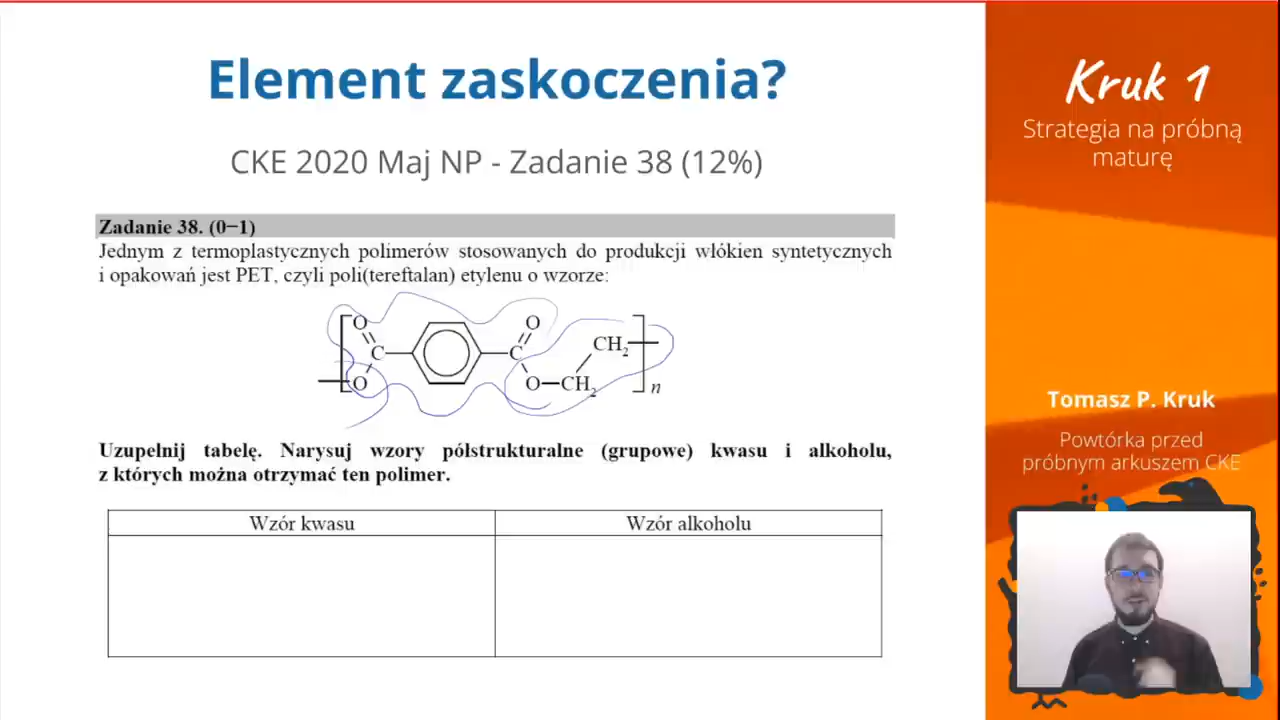 Element zaskoczenia?
CKE 2020 Maj NP - Zadanie 38 (12%)
Zadanie 38. (0–1)
Jednym z termoplastycznych polimerów stosowanych do produkcji włókien syntetycznych
i opakowań jest PET, czyli poli(tereftalan) etylenu o wzorze:
O
C
O
C
O
O
CH2
CH2
n
Uzupełnij tabelę. Narysuj wzory półstrukturalne (grupowe) kwasu i alkoholu,
z których można otrzymać ten polimer.
Wzór kwasu
Wzór alkoholu
Kruk 1
Strategia na próbną
maturę
Tomasz P. Kruk
Powtórka przed
próbnym arkuszem CKE